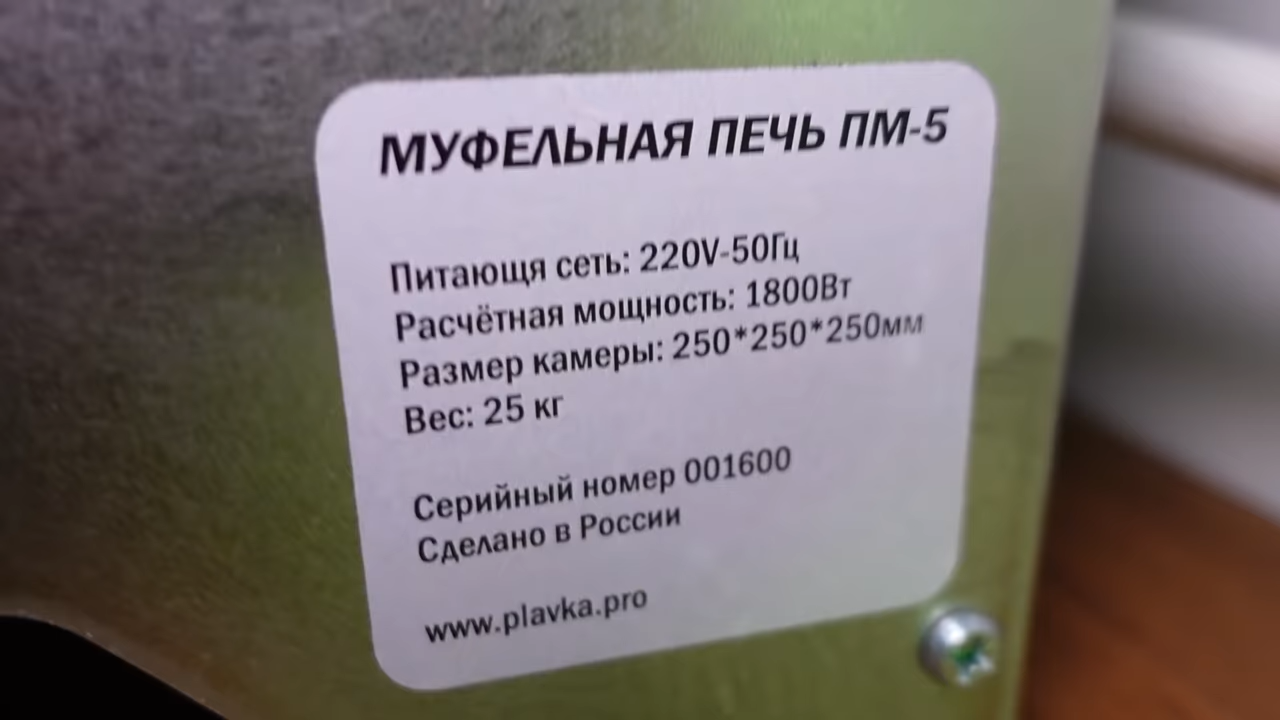 МУФЕЛЬНАЯ ПЕЧЬ ПМ-5
Питающя сеть: 220V-50Гц
Расчётная мощность: 1800Вт
Размер камеры: 250*250*250мм
Вес: 25 кг
Серийный номер 001600
Сделано в России
www.plavka.pro